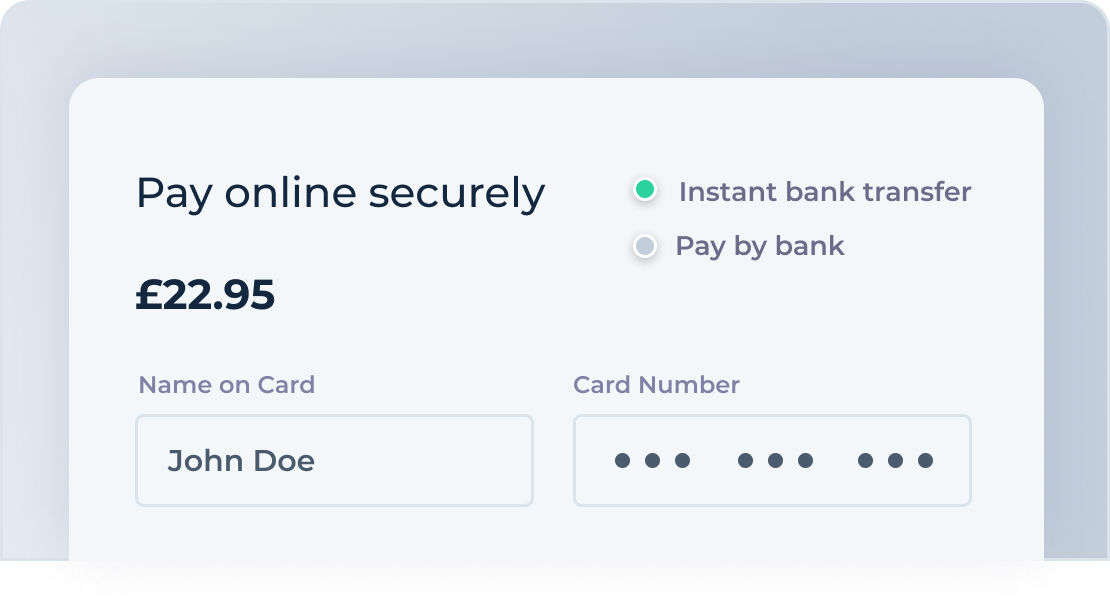 Pay online securely
Instant bank transfer
Pay by bank
£22.95
Name on Card
Card Number
John Doe